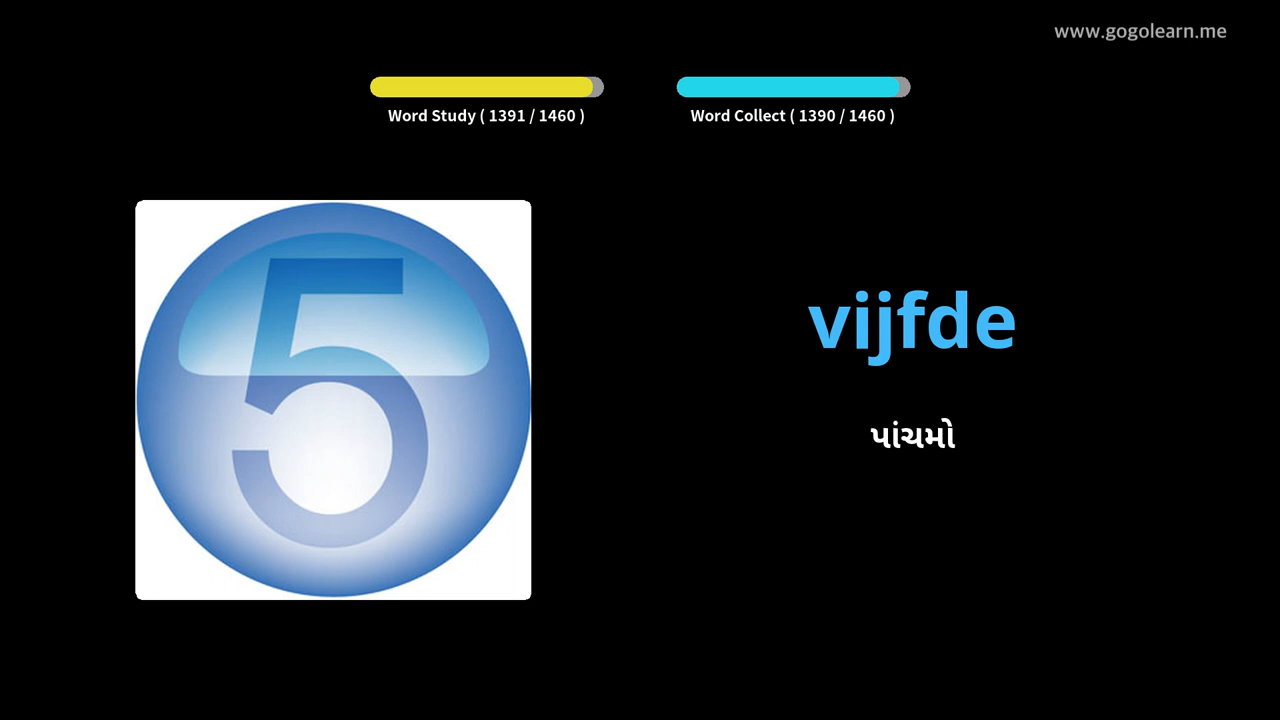 www.gogolearn.me
Word Study ( 1391 / 1460 )
Word Collect ( 1390 / 1460 )
5
vijfde
પાંચમો